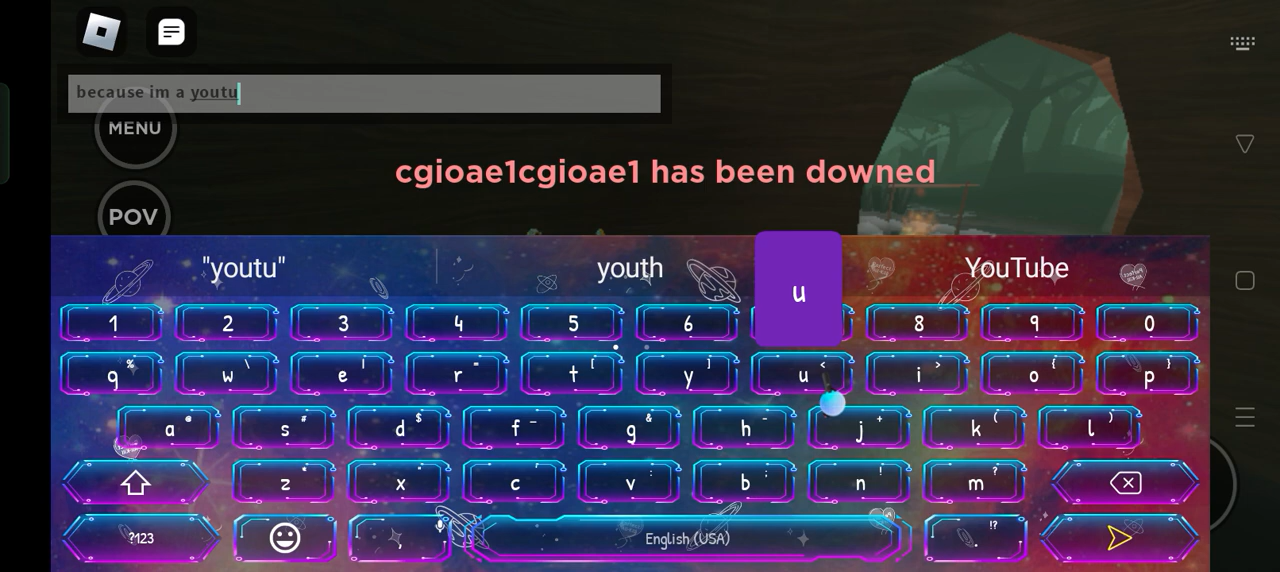 because im a youtu
MENU
cgioae1cgioae1 has been downed
POV
"youtu" youth YouTube
u
1 2 3 4 5 6 8 9 0
q % w \ e | r = t [ y ] u < i > o { p }
a @ s # d $ f _ g & h - j + k ( l )
z * x " c ' v : b ; n ! m ?
?123 , English (USA) . !?